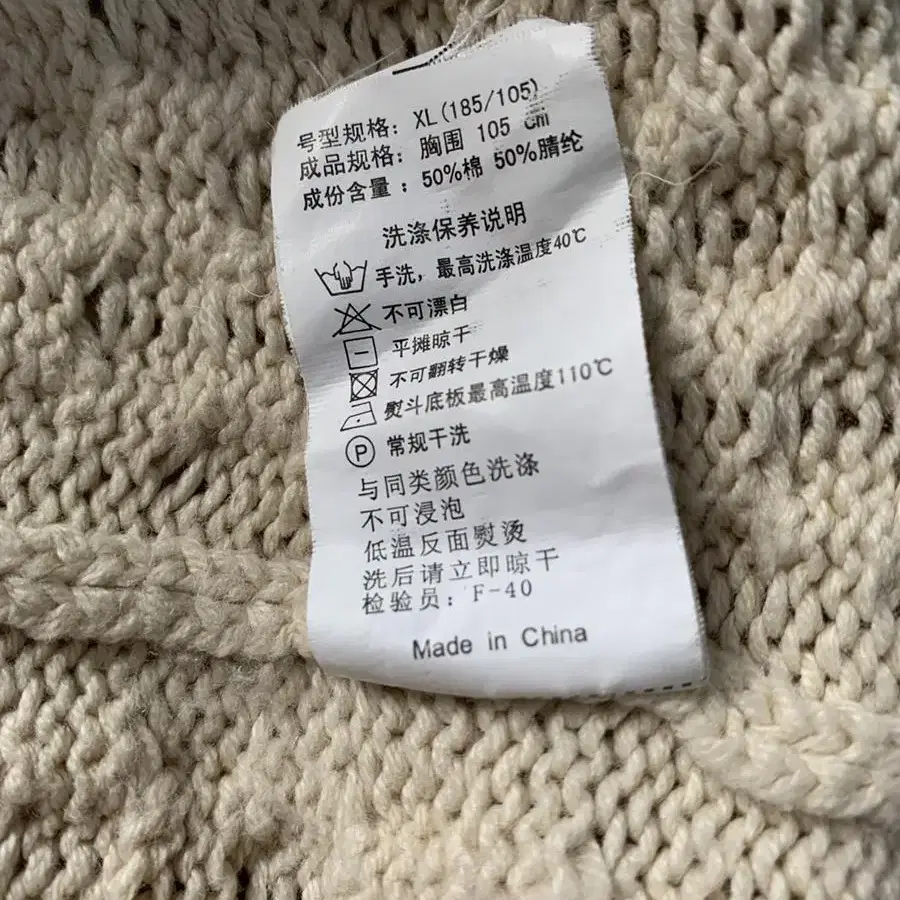 号型规格: XL(185/105)
成品规格: 胸围 105 cm
成份含量: 50%棉 50%腈纶
洗涤保养说明
手洗, 最高洗涤温度40℃
不可漂白
平摊晾干
不可翻转干燥
熨斗底板最高温度110℃
P 常规干洗
与同类颜色洗涤
不可浸泡
低温反面熨烫
洗后请立即晾干
检验员: F-40
Made in China